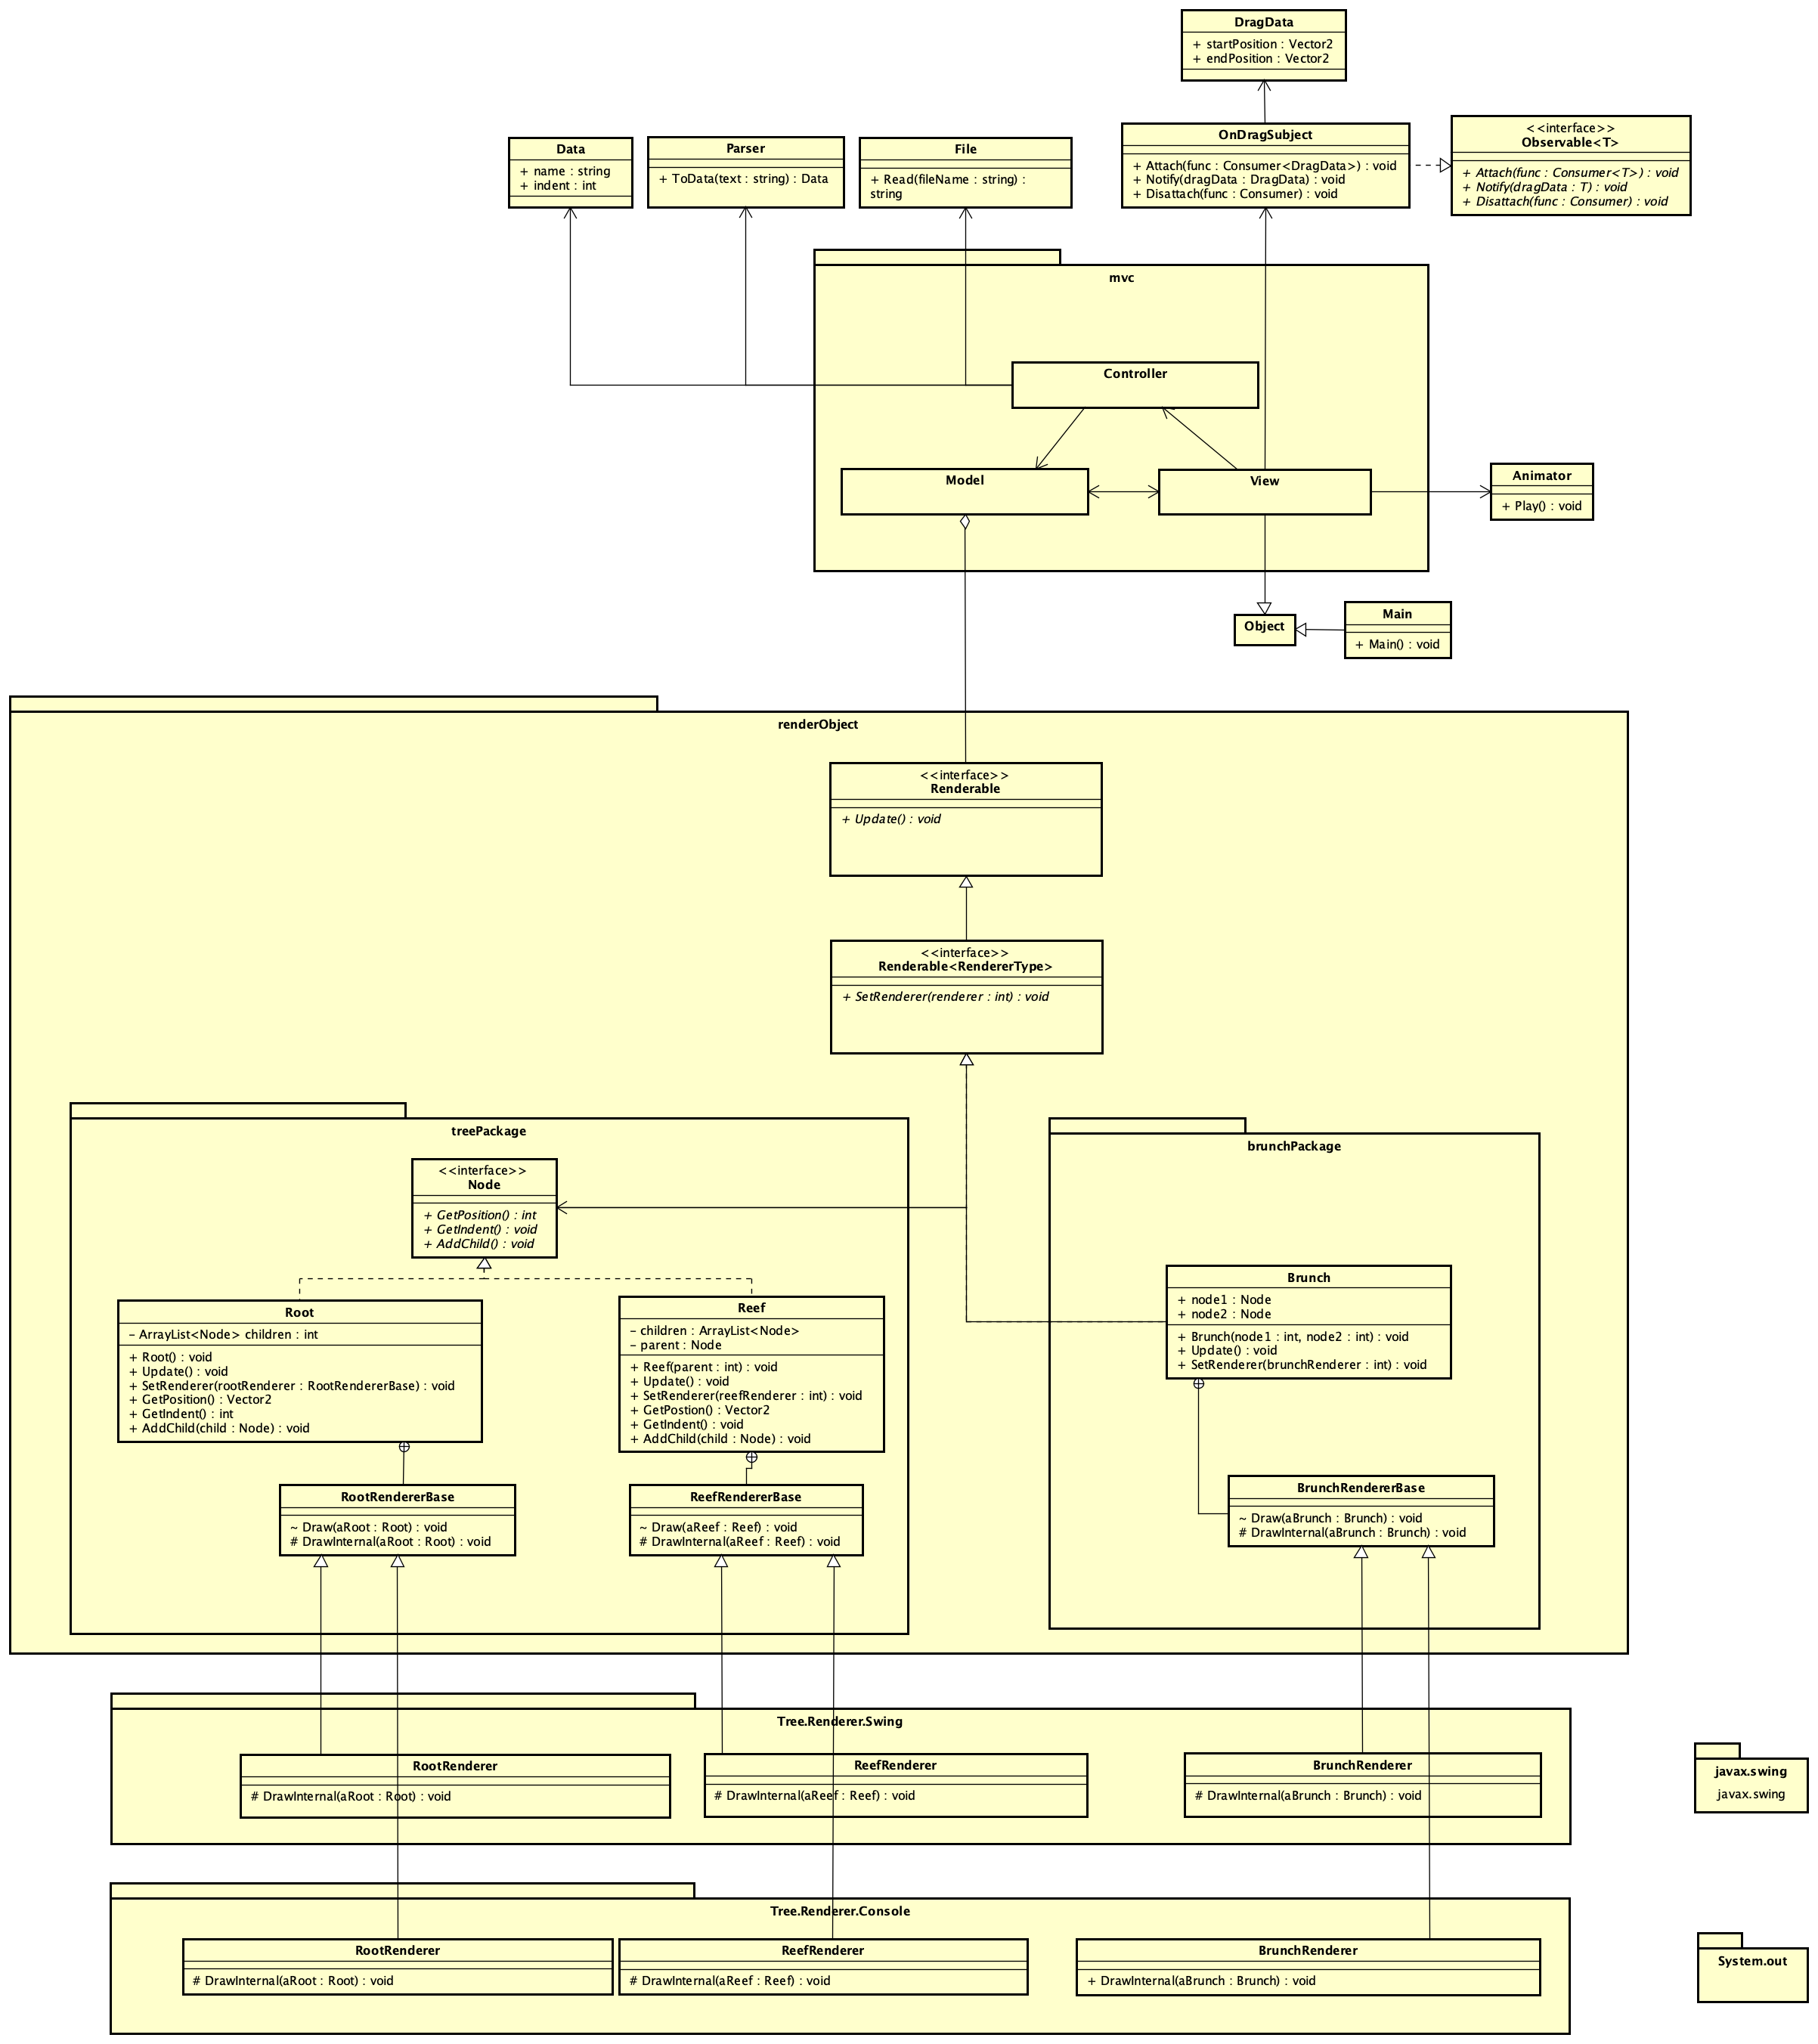 DragData
+ startPosition : Vector2
+ endPosition : Vector2
Data
+ name : string
+ indent : int
Parser
+ ToData(text : string) : Data
File
+ Read(fileName : string) :
string
OnDragSubject
+ Attach(func : Consumer<DragData>) : void
+ Notify(dragData : DragData) : void
+ Disattach(func : Consumer) : void
<<interface>>
Observable<T>
+ Attach(func : Consumer<T>) : void
+ Notify(dragData : T) : void
+ Disattach(func : Consumer) : void
mvc
Controller
Model
View
Animator
+ Play() : void
Object
Main
+ Main() : void
renderObject
<<interface>>
Renderable
+ Update() : void
<<interface>>
Renderable<RendererType>
+ SetRenderer(renderer : int) : void
treePackage
<<interface>>
Node
+ GetPosition() : int
+ GetIndent() : void
+ AddChild() : void
Root
– ArrayList<Node> children : int
+ Root() : void
+ Update() : void
+ SetRenderer(rootRenderer : RootRendererBase) : void
+ GetPosition() : Vector2
+ GetIndent() : int
+ AddChild(child : Node) : void
Reef
– children : ArrayList<Node>
– parent : Node
+ Reef(parent : int) : void
+ Update() : void
+ SetRenderer(reefRenderer : int) : void
+ GetPostion() : Vector2
+ GetIndent() : void
+ AddChild(child : Node) : void
RootRendererBase
~ Draw(aRoot : Root) : void
# DrawInternal(aRoot : Root) : void
ReefRendererBase
~ Draw(aReef : Reef) : void
# DrawInternal(aReef : Reef) : void
brunchPackage
Brunch
+ node1 : Node
+ node2 : Node
+ Brunch(node1 : int, node2 : int) : void
+ Update() : void
+ SetRenderer(brunchRenderer : int) : void
BrunchRendererBase
~ Draw(aBrunch : Brunch) : void
# DrawInternal(aBrunch : Brunch) : void
Tree.Renderer.Swing
RootRenderer
# DrawInternal(aRoot : Root) : void
ReefRenderer
# DrawInternal(aReef : Reef) : void
BrunchRenderer
# DrawInternal(aBrunch : Brunch) : void
javax.swing
javax.swing
Tree.Renderer.Console
RootRenderer
# DrawInternal(aRoot : Root) : void
ReefRenderer
# DrawInternal(aReef : Reef) : void
BrunchRenderer
+ DrawInternal(aBrunch : Brunch) : void
System.out